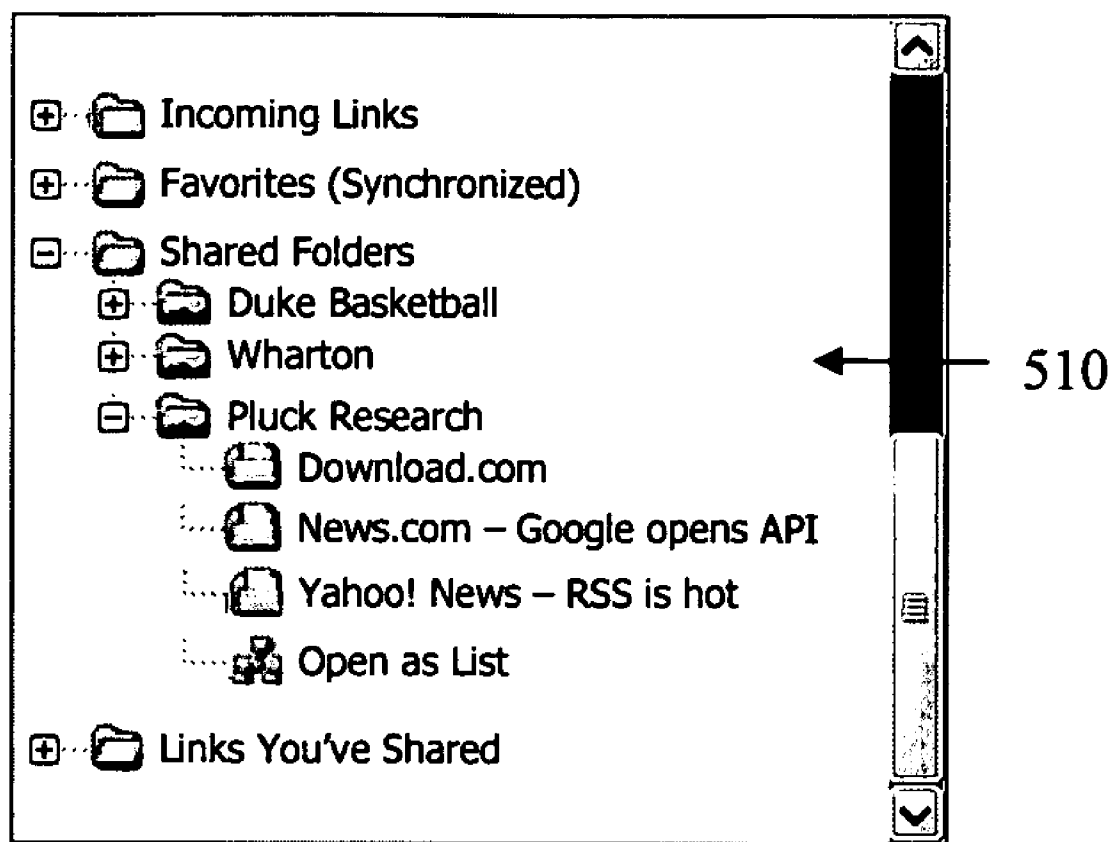 Incoming Links
Favorites (Synchronized)
Shared Folders
Duke Basketball
Wharton
510
Pluck Research
Download.com
News.com – Google opens API
Yahoo! News – RSS is hot
Open as List
Links You've Shared